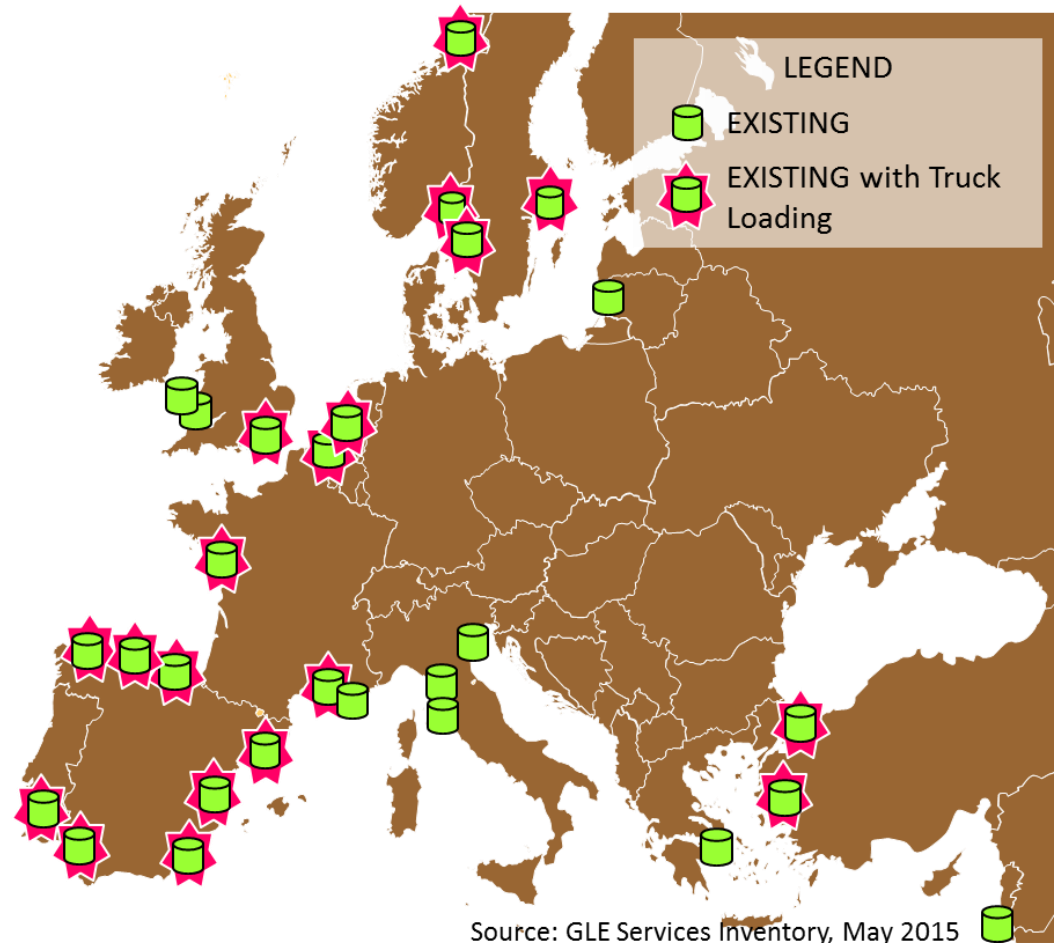 LEGEND
EXISTING
EXISTING with Truck
Loading
Source: GLE Services Inventory, May 2015